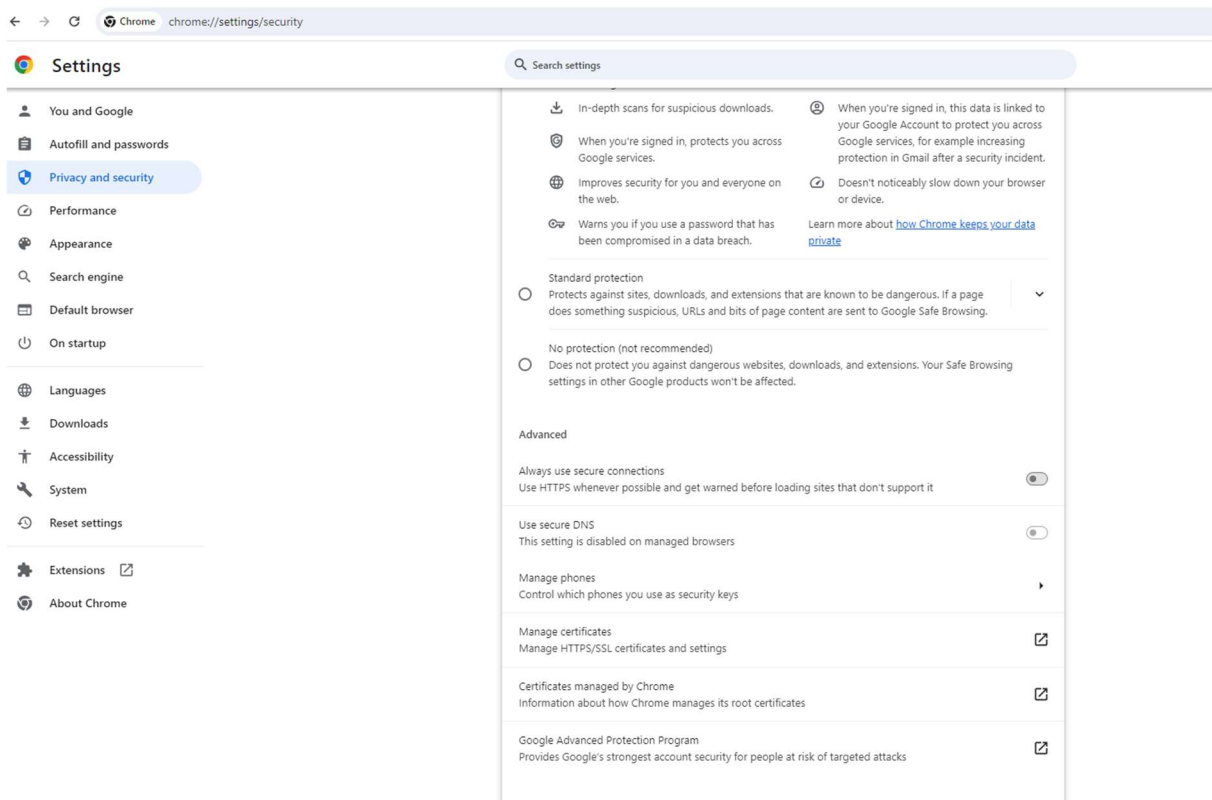 Chrome chrome://settings/security
Settings
Search settings
You and Google
Autofill and passwords
Privacy and security
Performance
Appearance
Search engine
Default browser
On startup
Languages
Downloads
Accessibility
System
Reset settings
Extensions
About Chrome
In-depth scans for suspicious downloads.
When you're signed in, protects you across
Google services.
Improves security for you and everyone on
the web.
Warns you if you use a password that has
been compromised in a data breach.
When you're signed in, this data is linked to
your Google Account to protect you across
Google services, for example increasing
protection in Gmail after a security incident.
Doesn't noticeably slow down your browser
or device.
Learn more about how Chrome keeps your data
private
Standard protection
Protects against sites, downloads, and extensions that are known to be dangerous. If a page
does something suspicious, URLs and bits of page content are sent to Google Safe Browsing.
No protection (not recommended)
Does not protect you against dangerous websites, downloads, and extensions. Your Safe Browsing
settings in other Google products won't be affected.
Advanced
Always use secure connections
Use HTTPS whenever possible and get warned before loading sites that don't support it
Use secure DNS
This setting is disabled on managed browsers
Manage phones
Control which phones you use as security keys
Manage certificates
Manage HTTPS/SSL certificates and settings
Certificates managed by Chrome
Information about how Chrome manages its root certificates
Google Advanced Protection Program
Provides Google's strongest account security for people at risk of targeted attacks